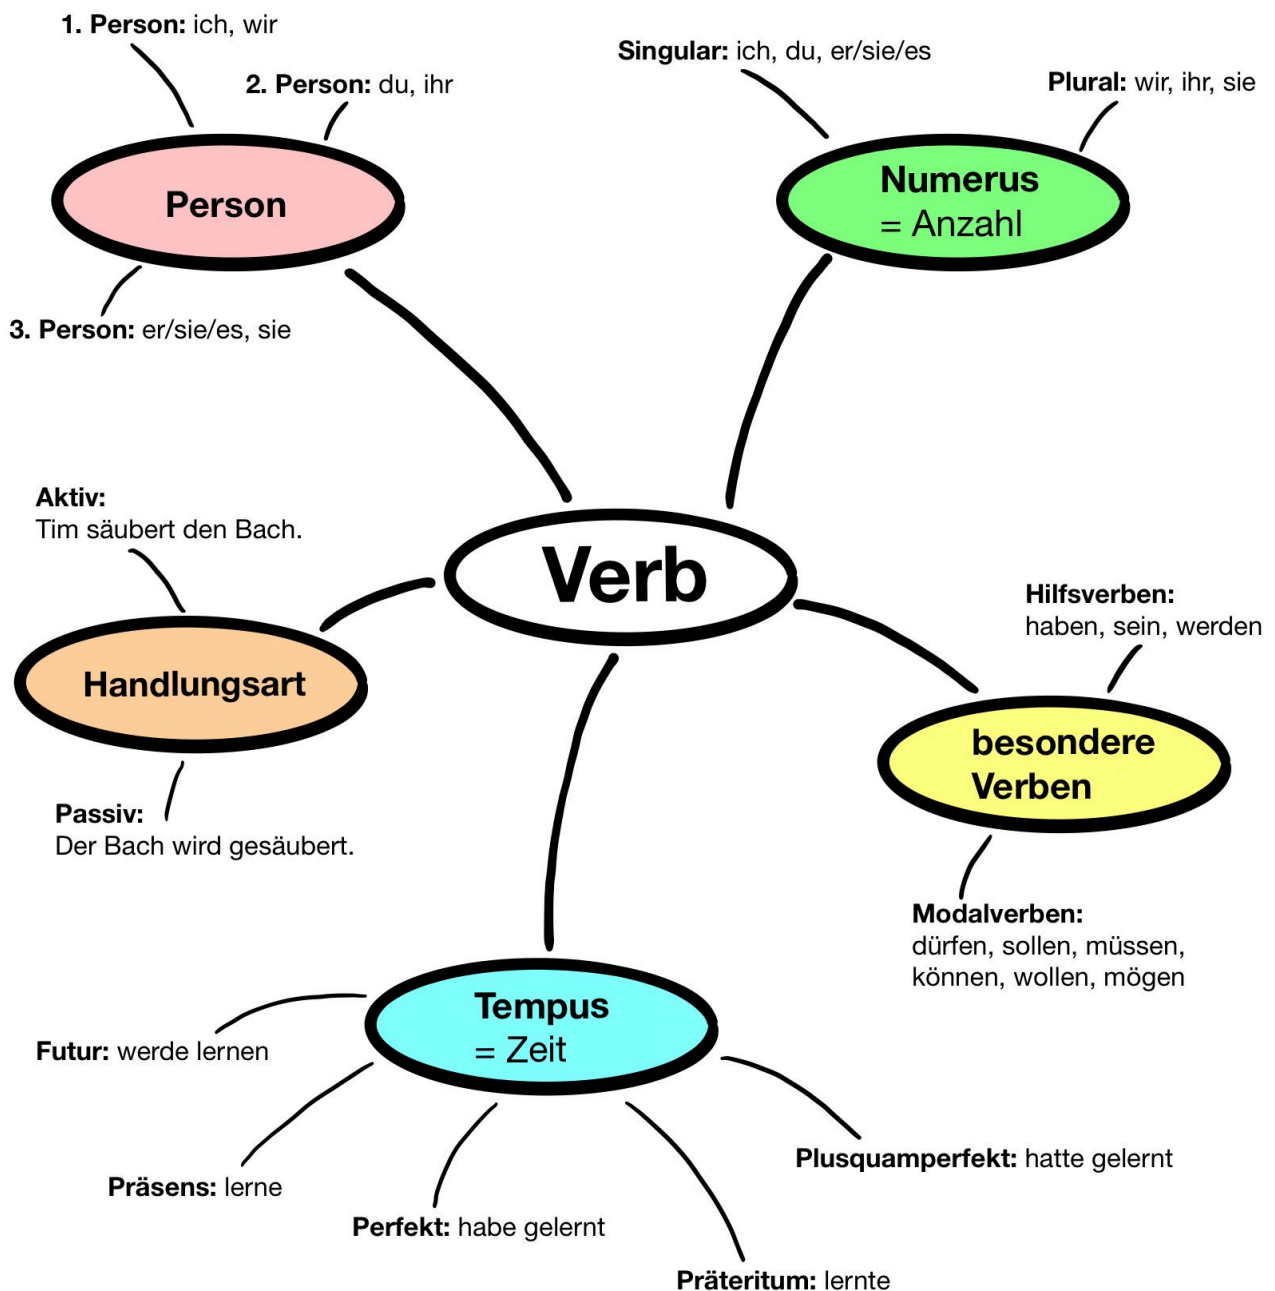 1. Person: ich, wir
2. Person: du, ihr
Person
3. Person: er/sie/es, sie
Singular: ich, du, er/sie/es
Plural: wir, ihr, sie
Numerus
= Anzahl
Verb
Aktiv:
Tim säubert den Bach.
Handlungsart
Passiv:
Der Bach wird gesäubert.
Hilfsverben:
haben, sein, werden
besondere
Verben
Modalverben:
dürfen, sollen, müssen,
können, wollen, mögen
Tempus
= Zeit
Futur: werde lernen
Präsens: lerne
Perfekt: habe gelernt
Präteritum: lernte
Plusquamperfekt: hatte gelernt